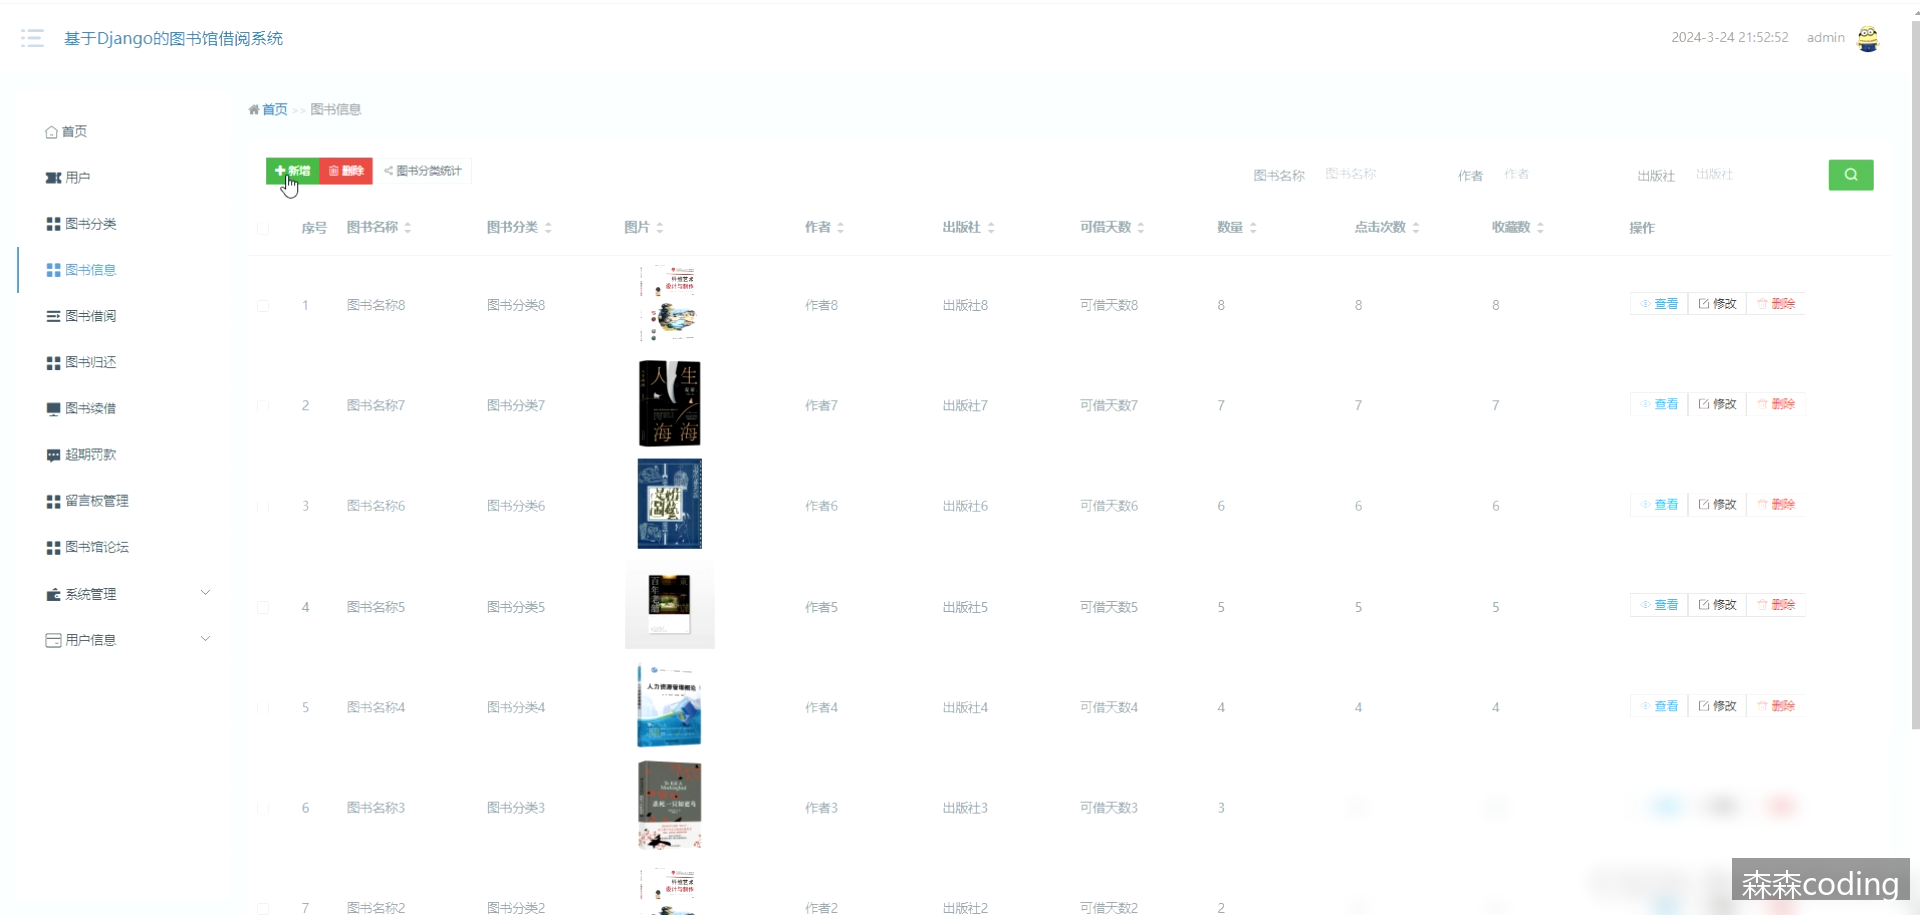 基于Django的图书馆借阅系统
2024-3-24 21:52:52 admin
首页 >> 图书信息
首页
用户
图书分类
图书信息
图书借阅
图书归还
图书续借
超期罚款
留言板管理
图书馆论坛
系统管理
用户信息
新增 删除 图书分类统计
图书名称 图书名称 作者 作者 出版社 出版社
序号 图书名称 图书分类 图片 作者 出版社 可借天数 数量 点击次数 收藏数 操作
1 图书名称8 图书分类8 作者8 出版社8 可借天数8 8 8 8 查看 修改 删除
2 图书名称7 图书分类7 作者7 出版社7 可借天数7 7 7 7 查看 修改 删除
人生
海海
3 图书名称6 图书分类6 作者6 出版社6 可借天数6 6 6 6 查看 修改 删除
4 图书名称5 图书分类5 作者5 出版社5 可借天数5 5 5 5 查看 修改 删除
5 图书名称4 图书分类4 作者4 出版社4 可借天数4 4 4 4 查看 修改 删除
人力资源管理概论
6 图书名称3 图书分类3 作者3 出版社3 可借天数3 3
7 图书名称2 图书分类2 作者2 出版社2 可借天数2 2
森森coding